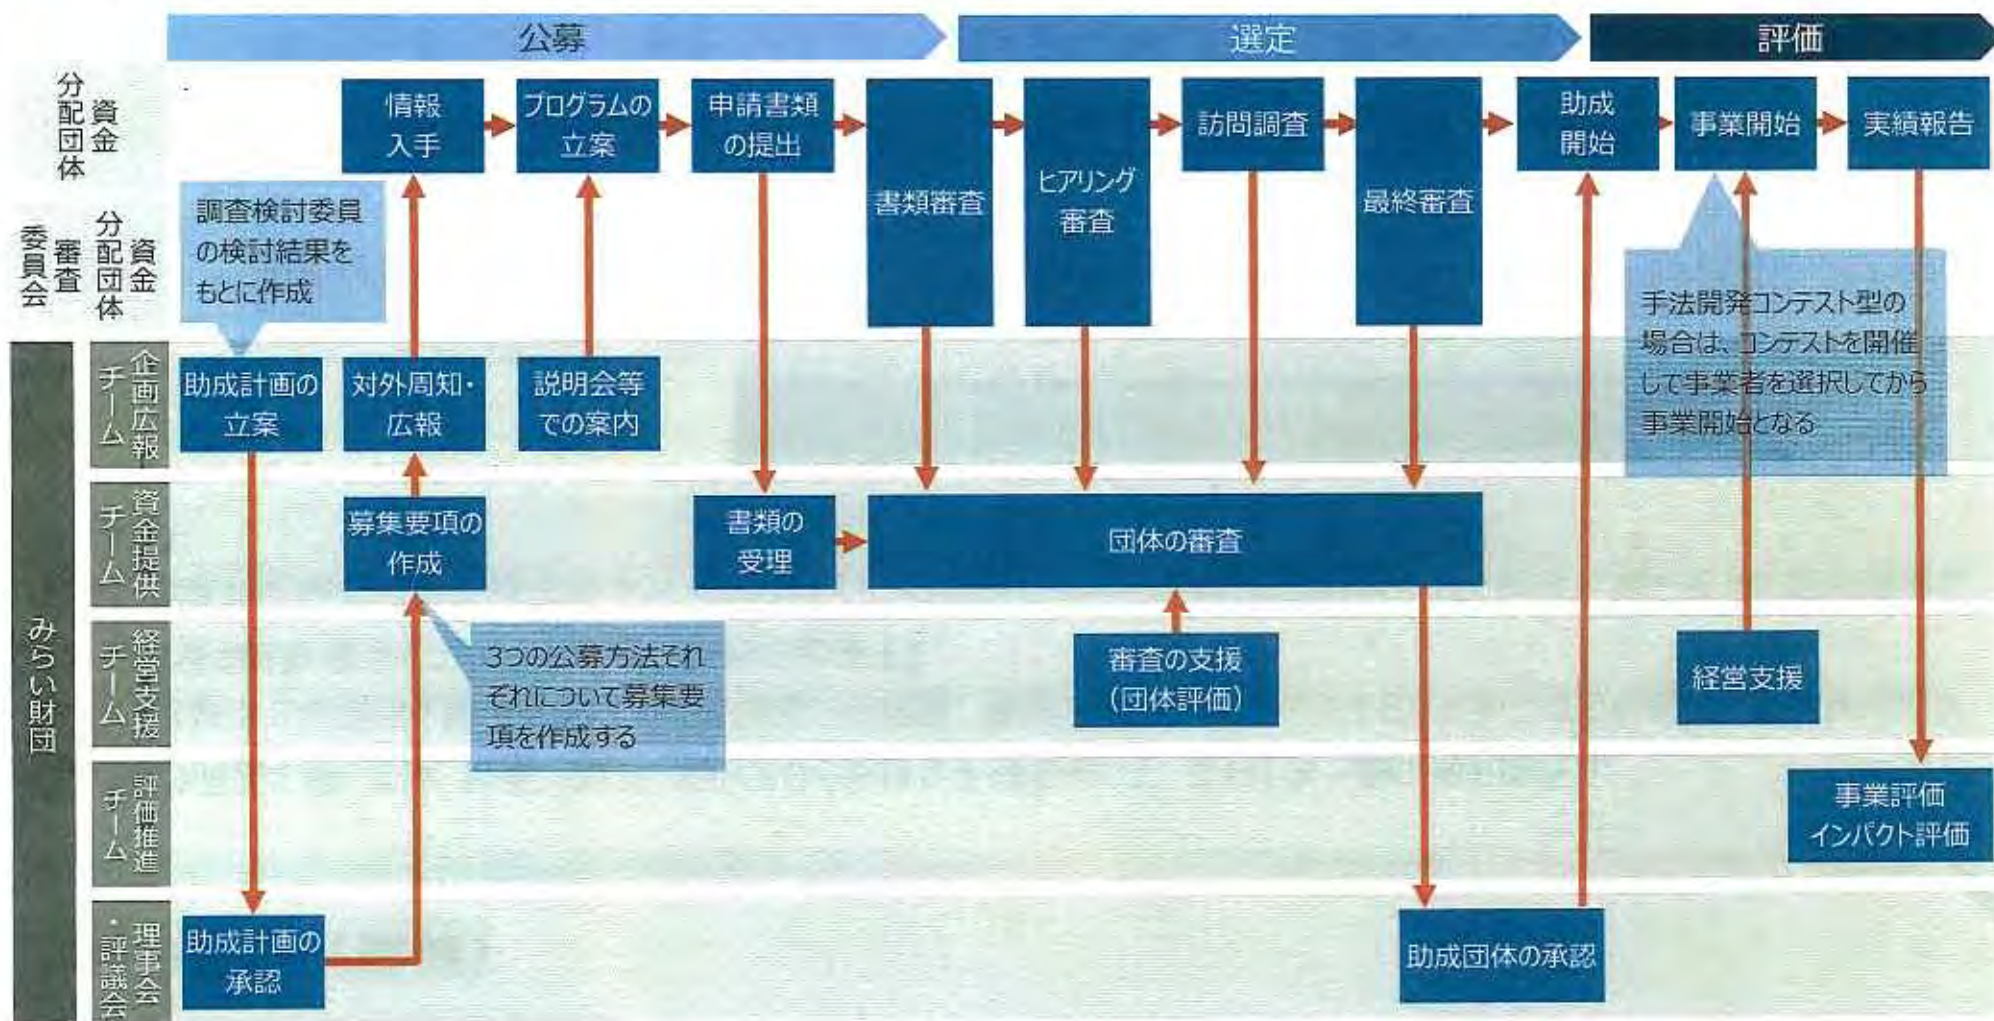 公募
選定
評価
資金
分配団体
情報
入手
プログラムの
立案
申請書類
の提出
書類審査
ヒアリング
審査
訪問調査
最終審査
助成
開始
事業開始
実績報告
資金
分配団体
審査
委員会
調査検討委員
の検討結果を
もとに作成
手法開発コンテスト型の
場合は、コンテストを開催
して事業者を選択してから
事業開始となる
みらい財団
企画広報
チーム
助成計画の
立案
対外周知・
広報
説明会等
での案内
資金提供
チーム
募集要項の
作成
書類の
受理
団体の審査
経営支援
チーム
3つの公募方法それ
ぞれについて募集要
項を作成する
審査の支援
(団体評価)
経営支援
評価推進
チーム
事業評価
インパクト評価
理事会
・評議会
助成計画の
承認
助成団体の承認